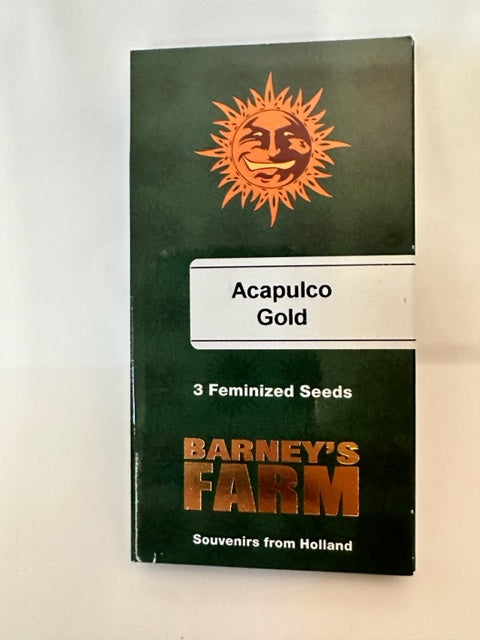 Acapulco
Gold
3 Feminized Seeds
BARNEY'S
FARM
Souvenirs from Holland